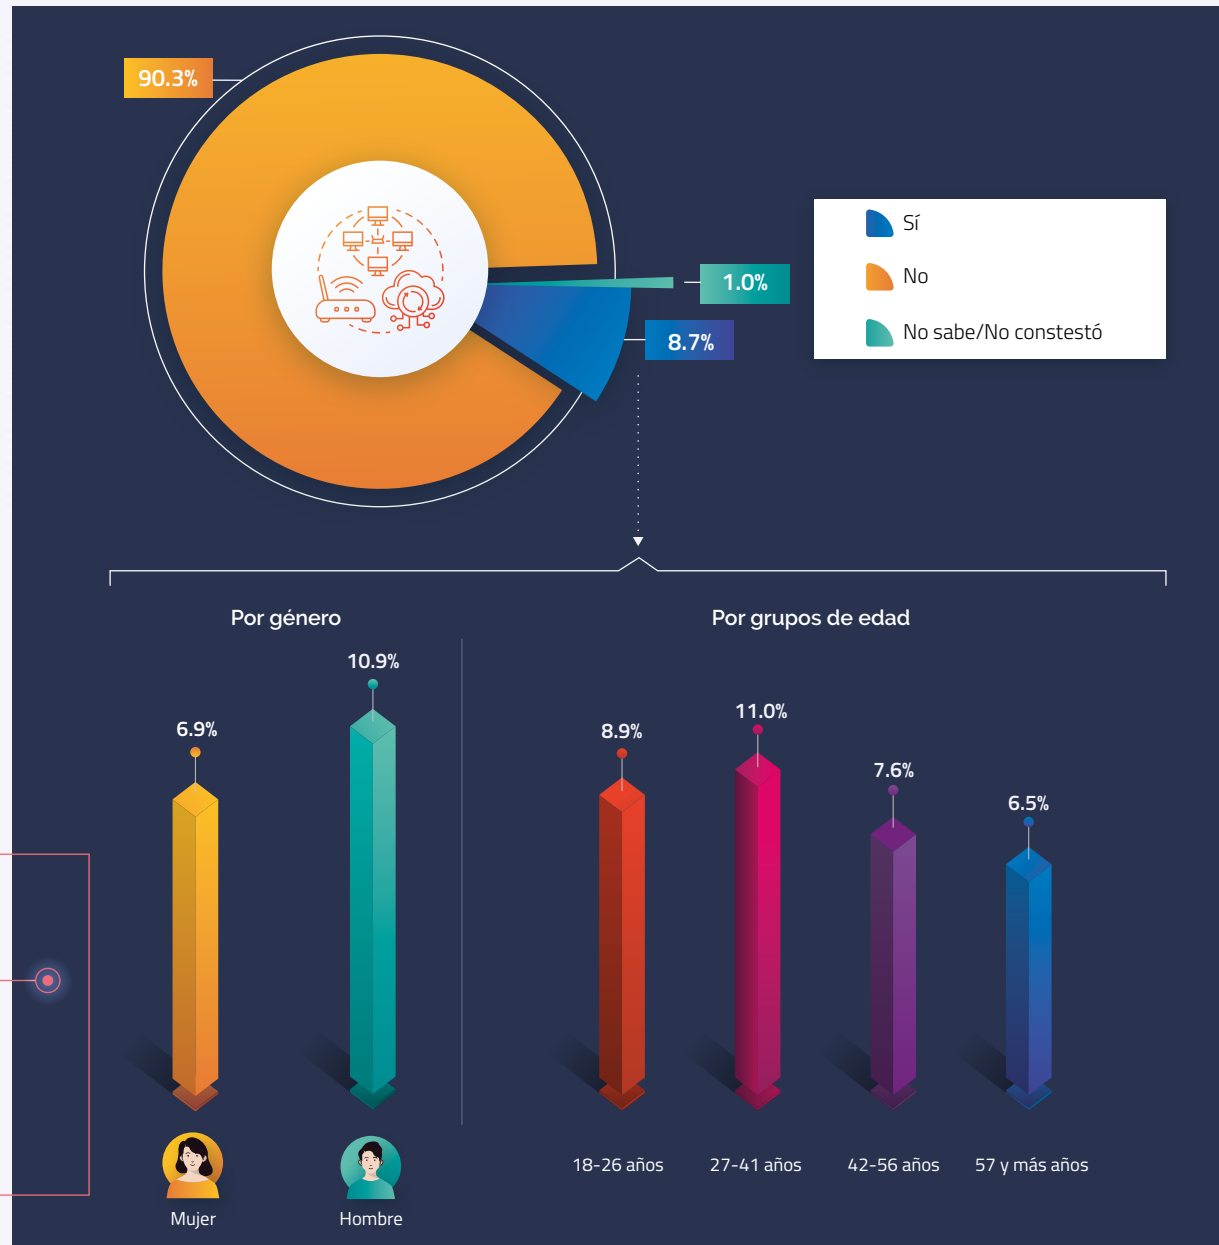 90.3%
1.0%
8.7%
Sí
No
No sabe/No constestó
Por género
Por grupos de edad
6.9%
10.9%
8.9%
11.0%
7.6%
6.5%
Mujer
Hombre
18-26 años
27-41 años
42-56 años
57 y más años